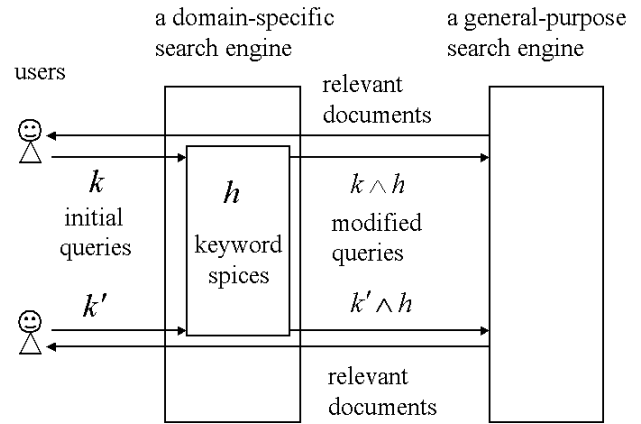 a domain-specific
search engine
a general-purpose
search engine
users
relevant
documents
k
initial
queries
h
keyword
spices
k ∧ h
modified
queries
k′
k′ ∧ h
relevant
documents